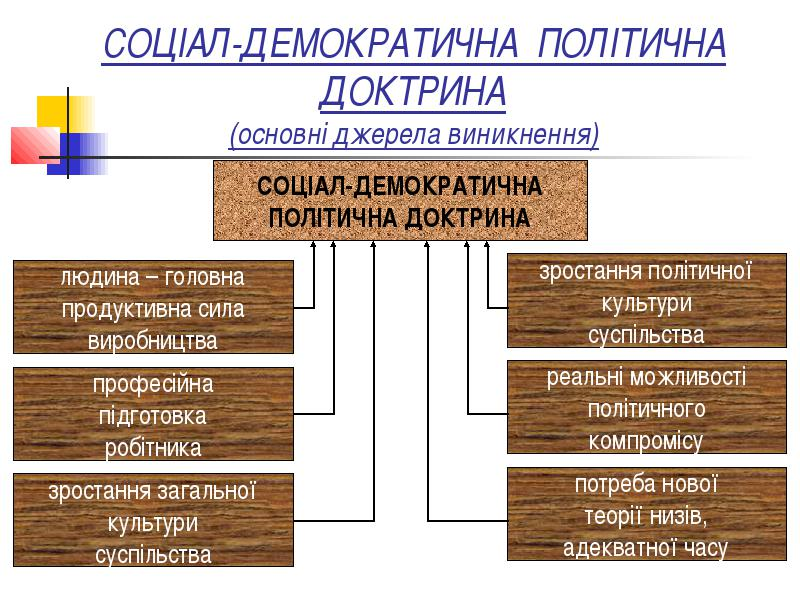 СОЦІАЛ-ДЕМОКРАТИЧНА ПОЛІТИЧНА
ДОКТРИНА
(основні джерела виникнення)
СОЦІАЛ-ДЕМОКРАТИЧНА
ПОЛІТИЧНА ДОКТРИНА
людина – головна
продуктивна сила
виробництва
професійна
підготовка
робітника
зростання загальної
культури
суспільства
зростання політичної
культури
суспільства
реальні можливості
політичного
компромісу
потреба нової
теорії низів,
адекватної часу